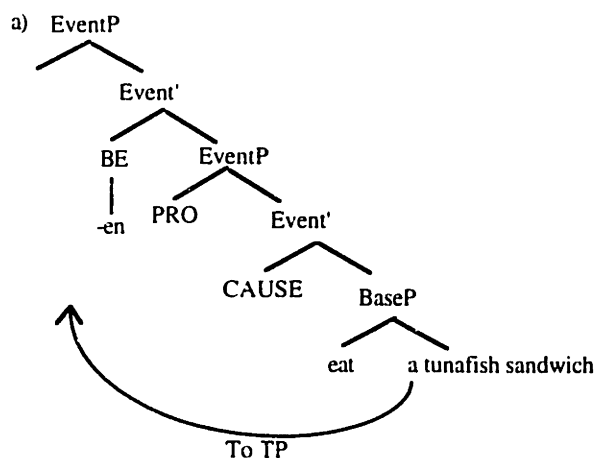 a) EventP
Event'
BE EventP
-en PRO Event'
CAUSE BaseP
eat a tunafish sandwich
To TP